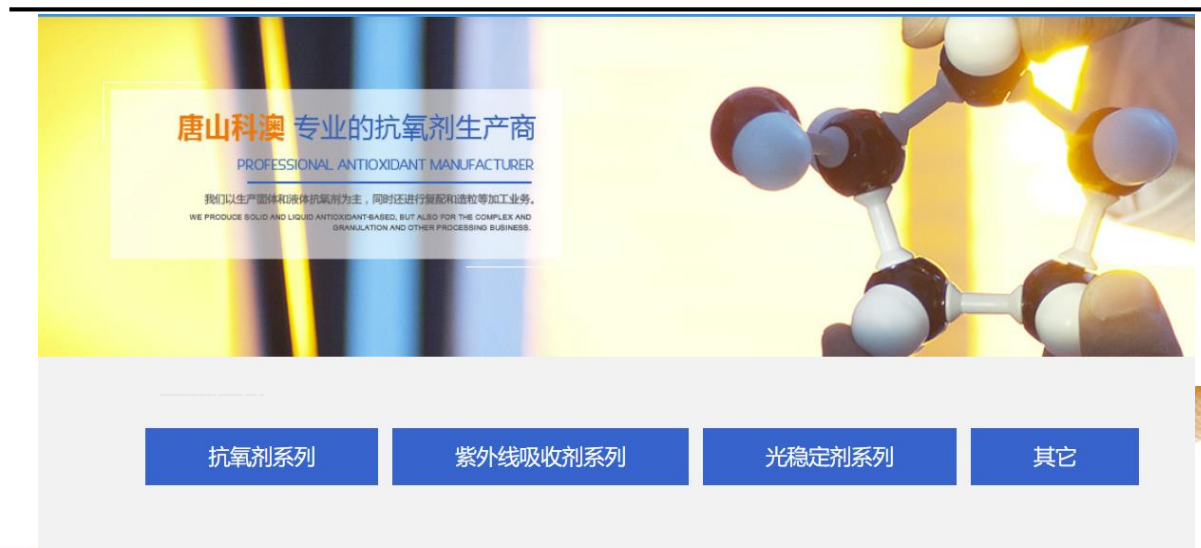 唐山科澳 专业的抗氧剂生产商
PROFESSIONAL ANTIOXIDANT MANUFACTURER
我们以生产固体和液体抗氧剂为主，同时还进行复配和造粒等加工业务。
WE PRODUCE SOLID AND LIQUID ANTIOXIDANT-BASED, BUT ALSO FOR THE COMPLEX AND
GRANULATION AND OTHER PROCESSING BUSINESS.
抗氧剂系列 紫外线吸收剂系列 光稳定剂系列 其它